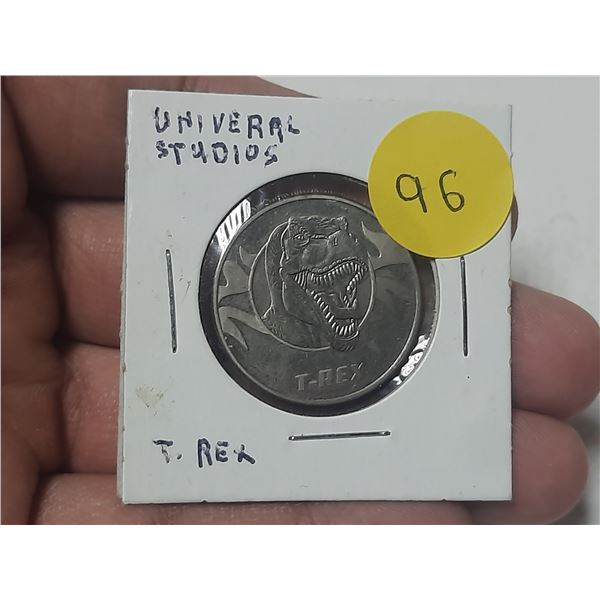 UNIVERAL
STUDIOS
96
T-REX
T. REX